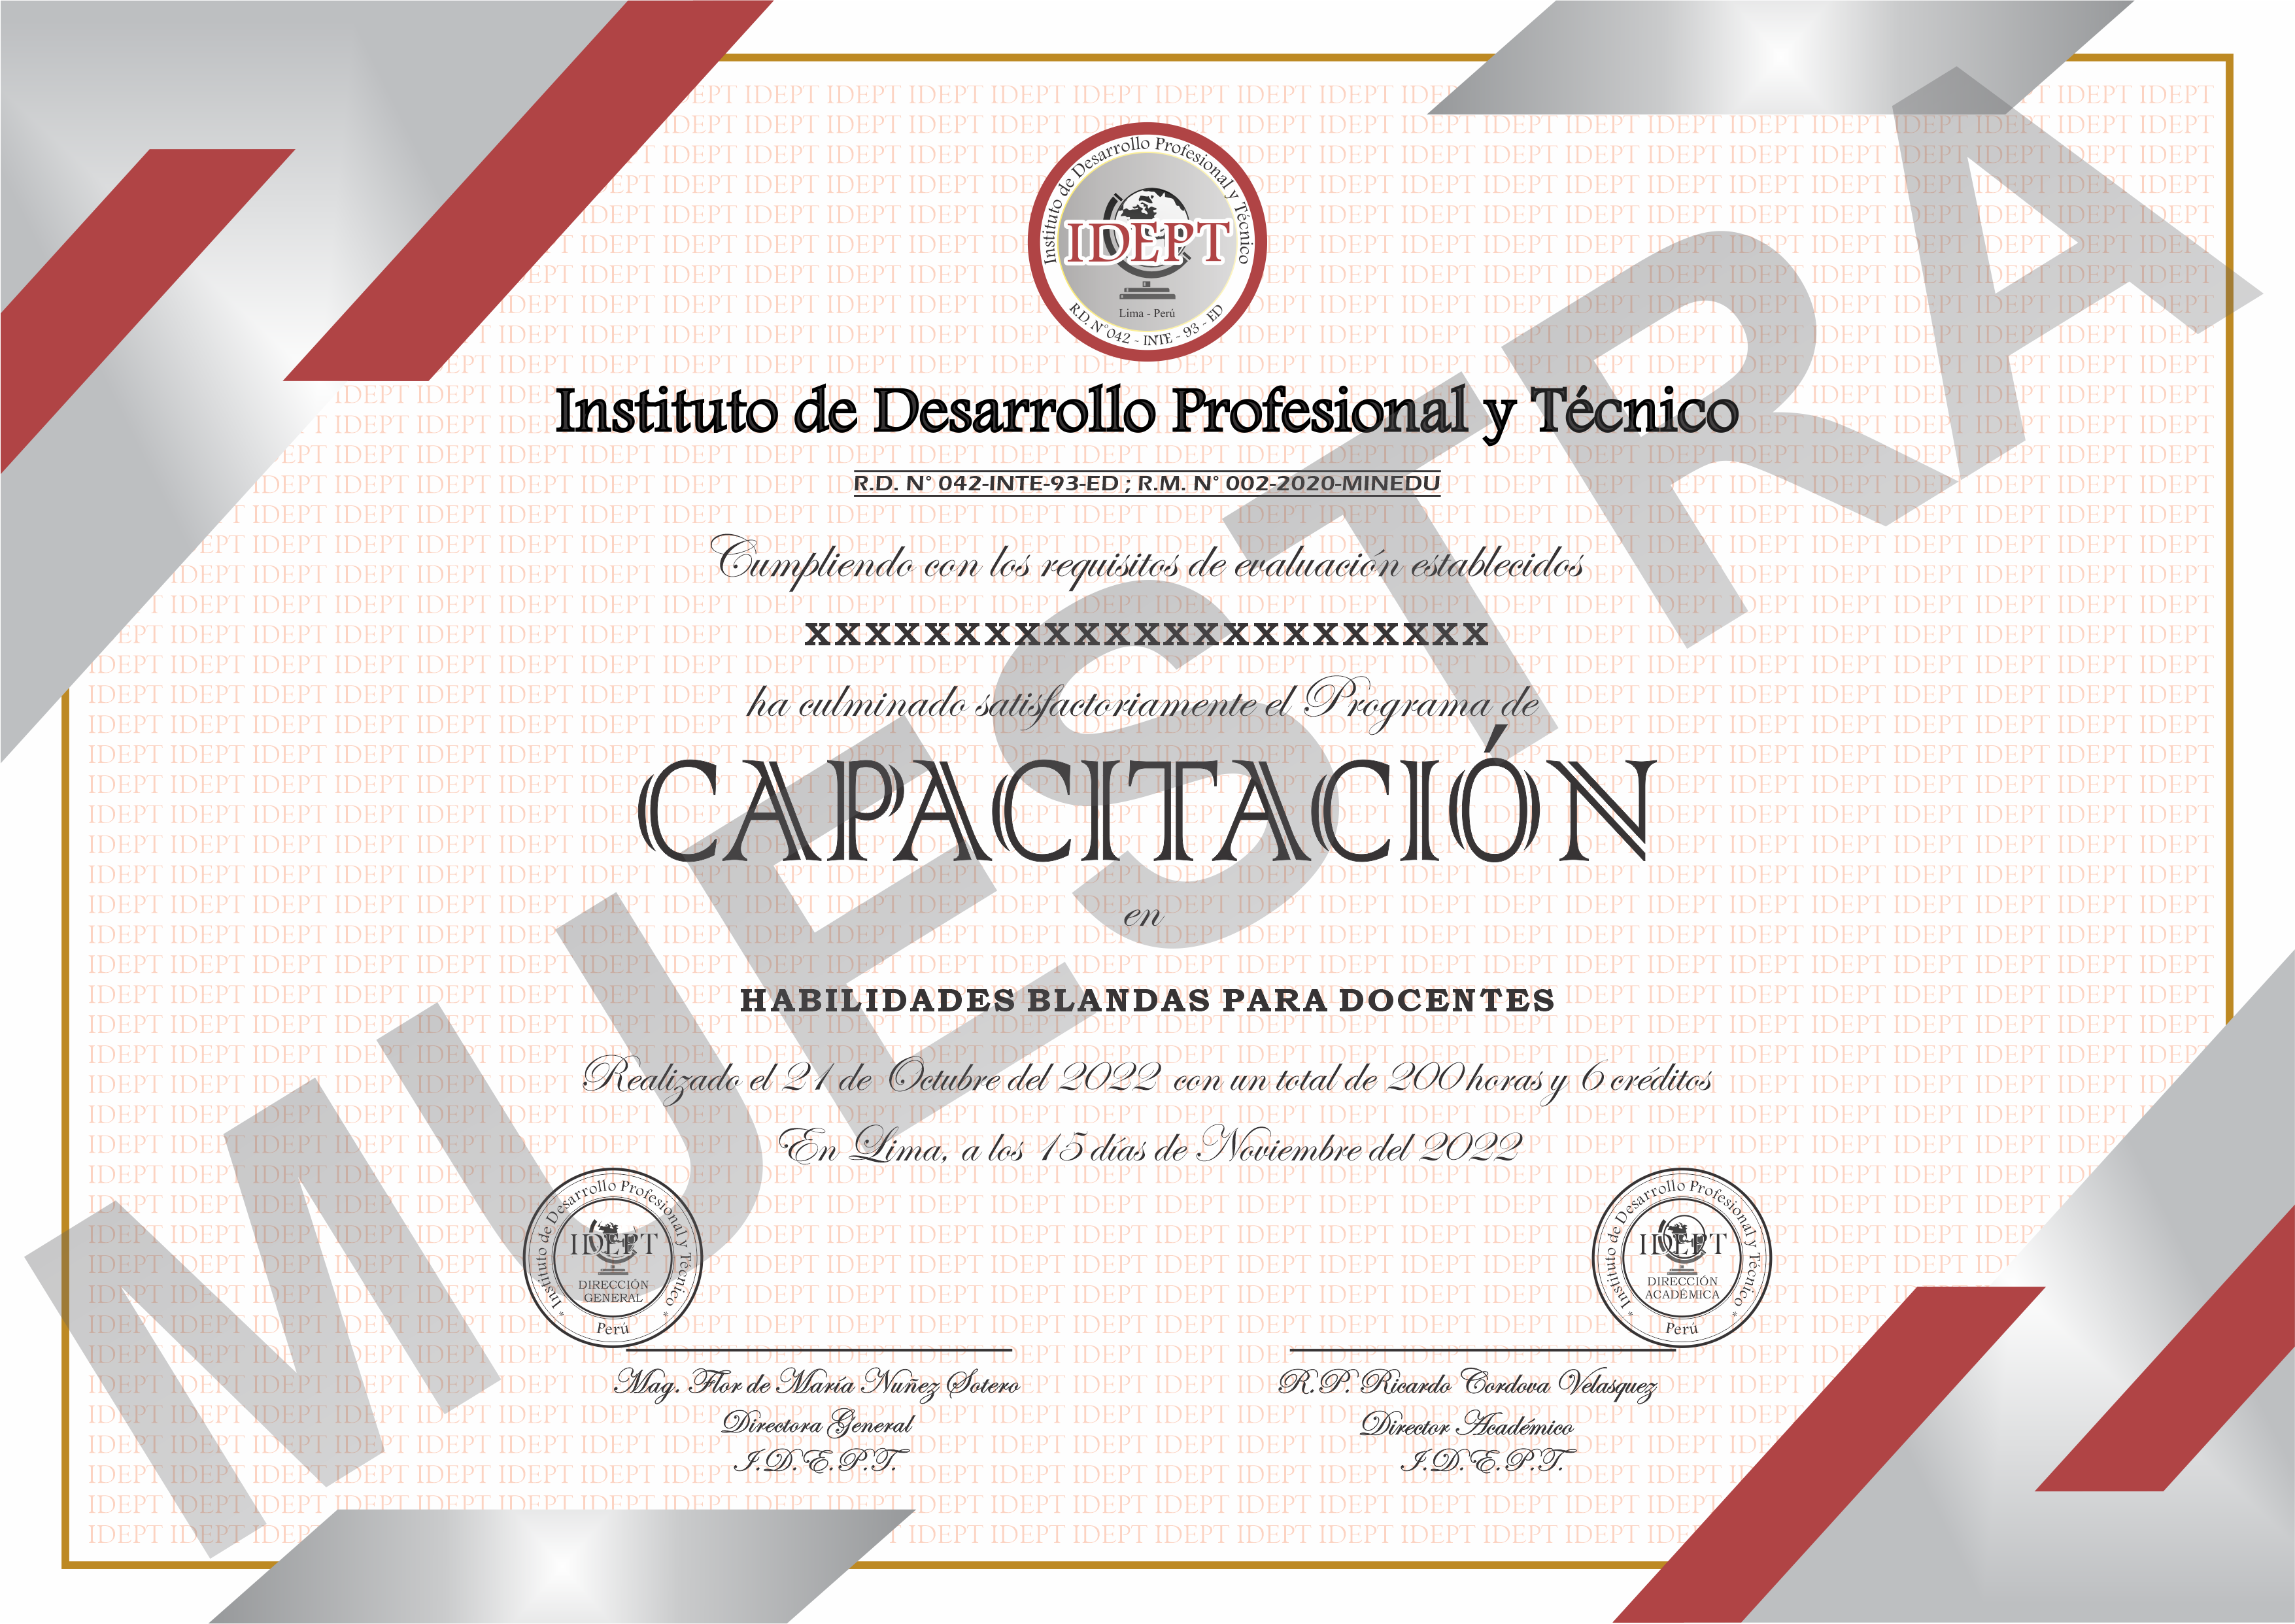 Instituto de Desarrollo Profesional y Técnico
IDEPT
Lima - Perú
R.D. N°042 - INTE - 93 - ED
Instituto de Desarrollo Profesional y Técnico
R.D. N° 042-INTE-93-ED ; R.M. N° 002-2020-MINEDU
Cumpliendo con los requisitos de evaluación establecidos
XXXXXXXXXXXXXXXXXXXXXXX
ha culminado satisfactoriamente el Programa de
CAPACITACIÓN
en
HABILIDADES BLANDAS PARA DOCENTES
Realizado el 21 de Octubre del 2022 con un total de 200 horas y 6 créditos
En Lima, a los 15 días de Noviembre del 2022
MUESTRA
* Instituto de Desarrollo Profesional y Técnico *
IDEPT
DIRECCIÓN
GENERAL
Perú
Mag. Flor de María Nuñez Sotero
Directora General
I.D.E.P.T.
* Instituto de Desarrollo Profesional y Técnico *
IDEPT
DIRECCIÓN
ACADÉMICA
Perú
R.P. Ricardo Còrdova Velasquez
Director Académico
I.D.E.P.T.